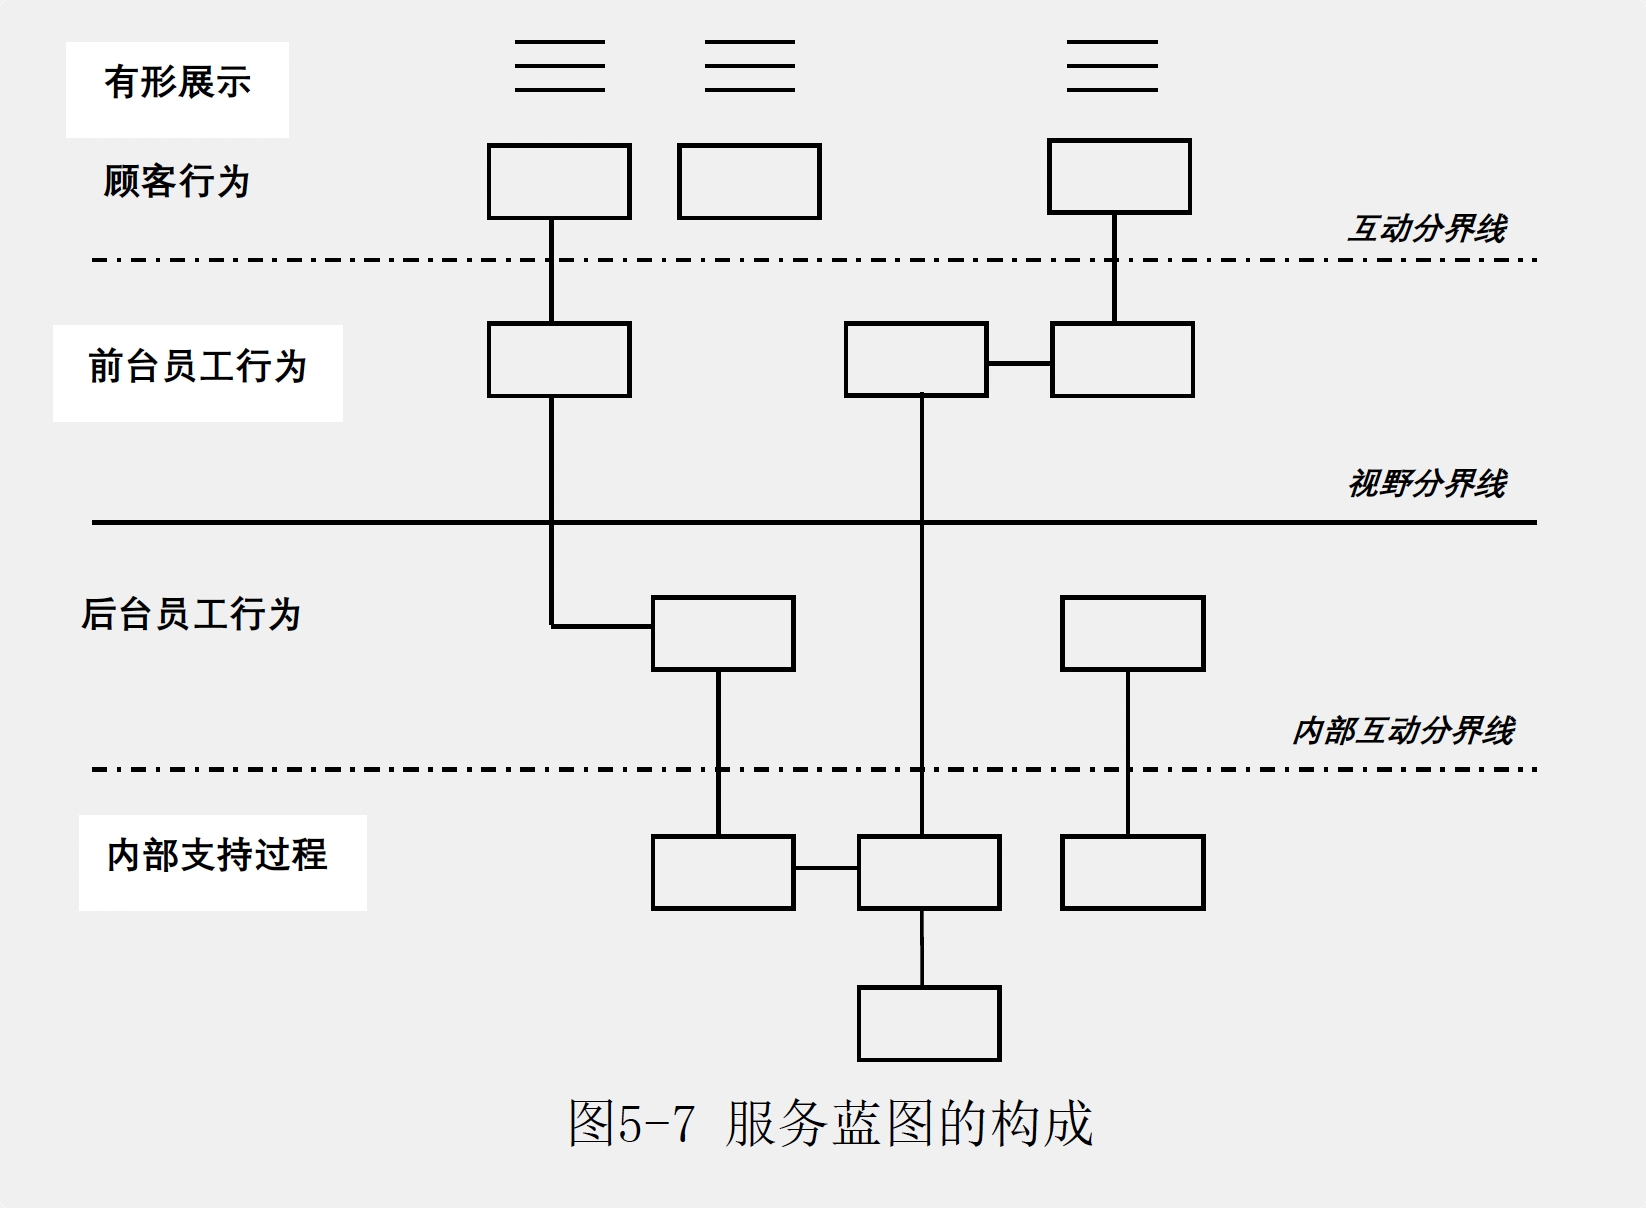 有形展示
顾客行为
互动分界线
前台员工行为
视野分界线
后台员工行为
内部互动分界线
内部支持过程
图5-7 服务蓝图的构成